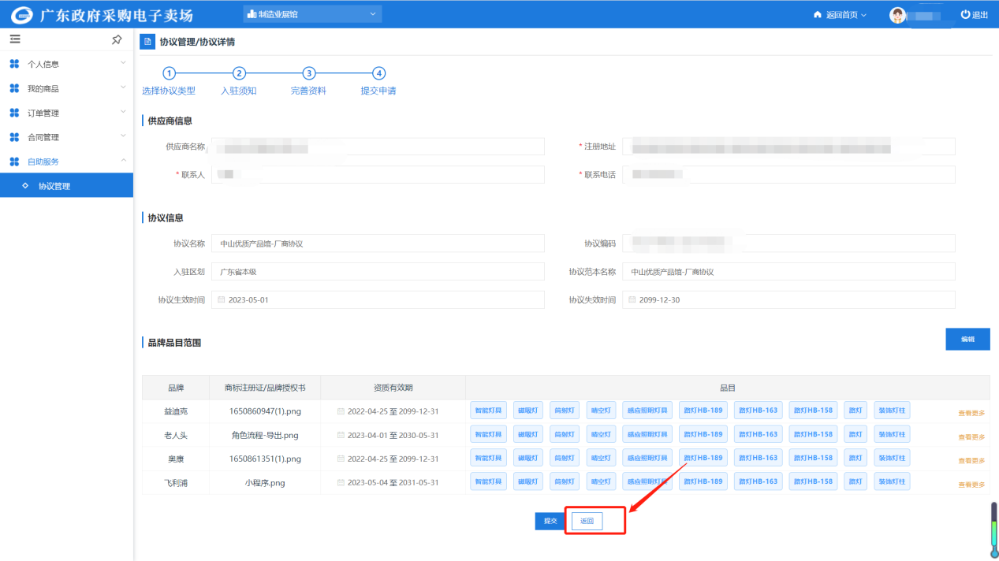 广东政府采购电子卖场
制造业展馆
返回首页
退出
协议管理/协议详情
个人信息
我的商品
订单管理
合同管理
自助服务
协议管理
1 2 3 4
选择协议类型 入驻须知 完善资料 提交申请
供应商信息
供应商名称 * 注册地址
* 联系人 * 联系电话
协议信息
协议名称 中山优质产品馆-厂商协议 协议编码
入驻区划 广东省本级 协议范本名称 中山优质产品馆-厂商协议
协议生效时间 2023-05-01 协议失效时间 2099-12-30
品牌品目范围 编辑
品牌 商标注册证/品牌授权书 资质有效期 品目
益迪克 1650860947(1).png 2022-04-25 至 2099-12-31 智能灯具 磁吸灯 筒射灯 晴空灯 感应照明灯具 路灯HB-189 路灯HB-163 路灯HB-158 路灯 装饰灯柱 查看更多
老人头 角色流程-导出.png 2023-04-01 至 2030-05-31 智能灯具 磁吸灯 筒射灯 晴空灯 感应照明灯具 路灯HB-189 路灯HB-163 路灯HB-158 路灯 装饰灯柱 查看更多
奥康 1650861351(1).png 2022-04-25 至 2099-12-31 智能灯具 磁吸灯 筒射灯 晴空灯 感应照明灯具 路灯HB-189 路灯HB-163 路灯HB-158 路灯 装饰灯柱 查看更多
飞利浦 小程序.png 2023-05-04 至 2031-05-31 智能灯具 磁吸灯 筒射灯 晴空灯 感应照明灯具 路灯HB-189 路灯HB-163 路灯HB-158 路灯 装饰灯柱 查看更多
提交 返回